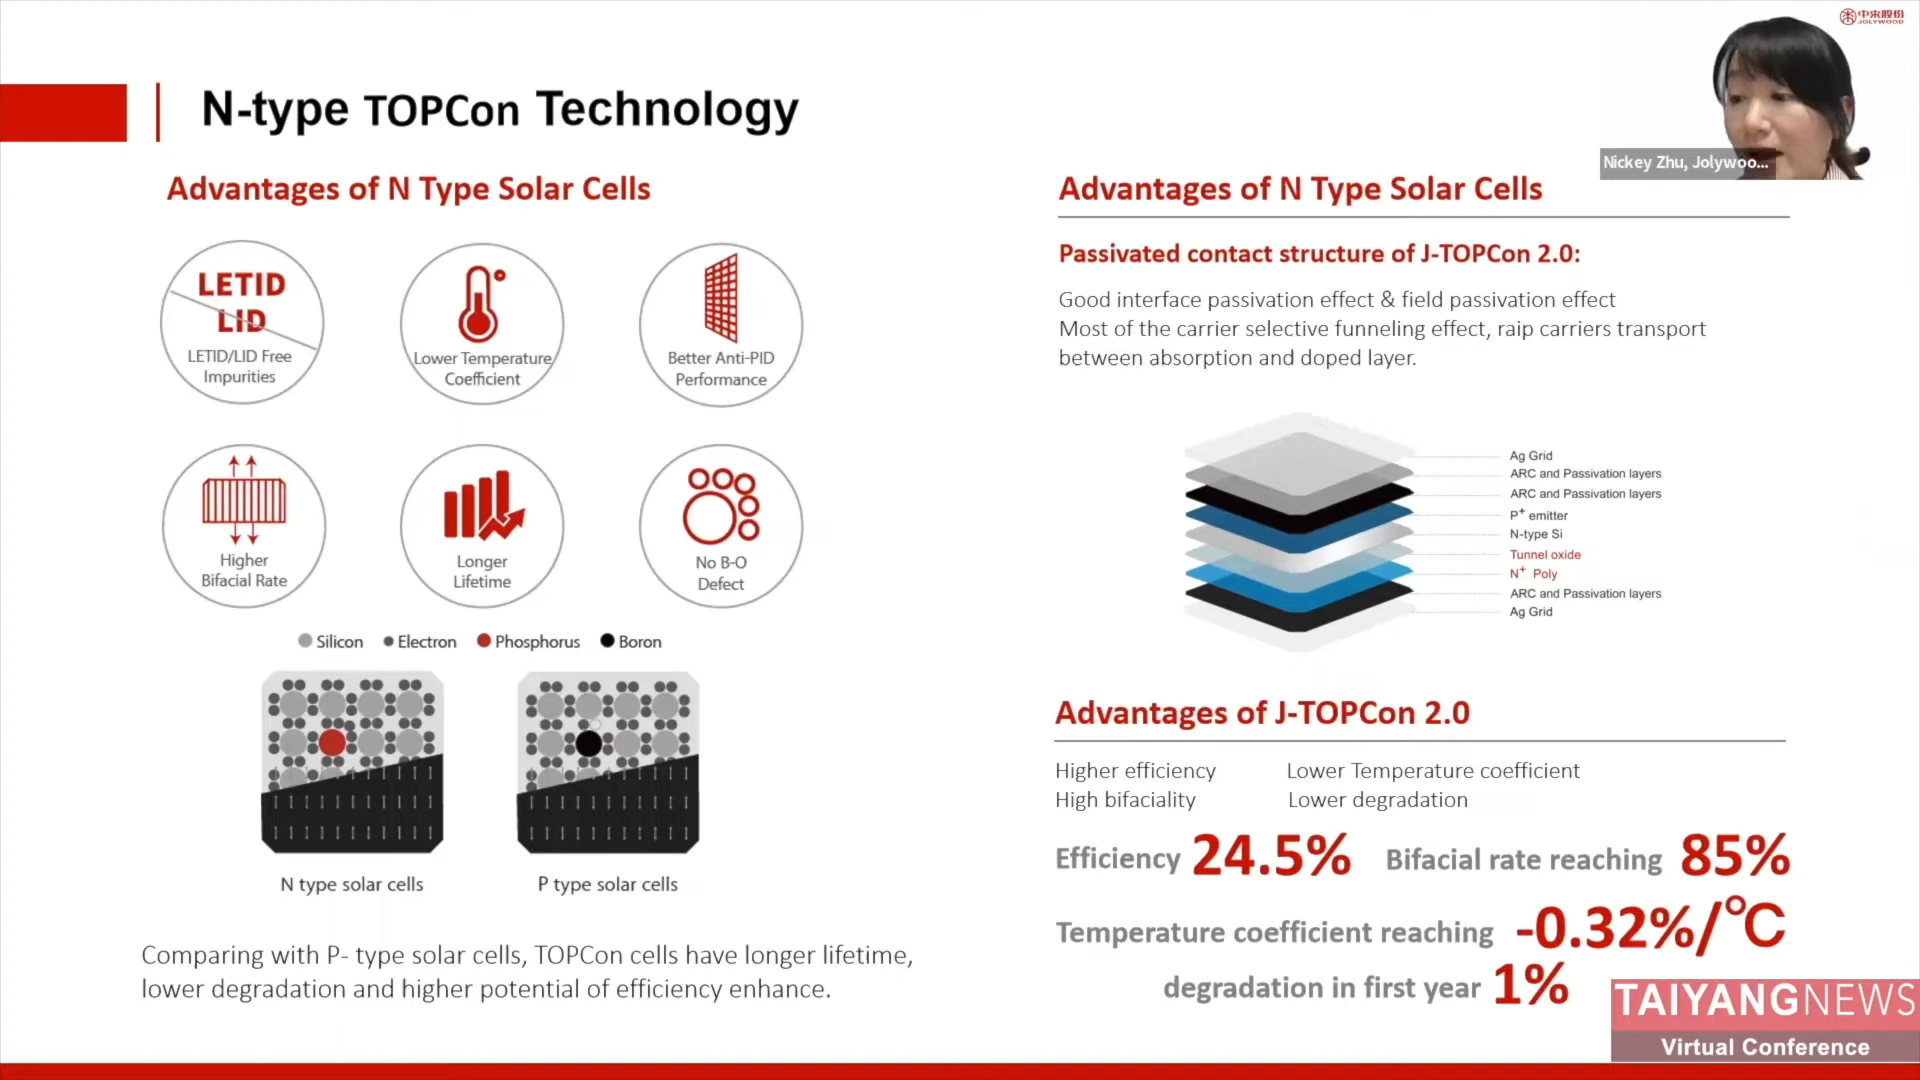 中来股份
JOLYWOOD
N-type TOPCon Technology
Nickey Zhu, Jolywoo...
Advantages of N Type Solar Cells
LETID
LID
LETID/LID Free
Impurities
Lower Temperature
Coefficient
Better Anti-PID
Performance
Higher
Bifacial Rate
Longer
Lifetime
No B-O
Defect
Silicon Electron Phosphorus Boron
N type solar cells
P type solar cells
Comparing with P- type solar cells, TOPCon cells have longer lifetime,
lower degradation and higher potential of efficiency enhance.
Advantages of N Type Solar Cells
Passivated contact structure of J-TOPCon 2.0:
Good interface passivation effect & field passivation effect
Most of the carrier selective funneling effect, raip carriers transport
between absorption and doped layer.
Ag Grid
ARC and Passivation layers
ARC and Passivation layers
P⁺ emitter
N-type Si
Tunnel oxide
N⁺ Poly
ARC and Passivation layers
Ag Grid
Advantages of J-TOPCon 2.0
Higher efficiency Lower Temperature coefficient
High bifaciality Lower degradation
Efficiency 24.5% Bifacial rate reaching 85%
Temperature coefficient reaching -0.32%/℃
degradation in first year 1%
TAIYANGNEWS
Virtual Conference